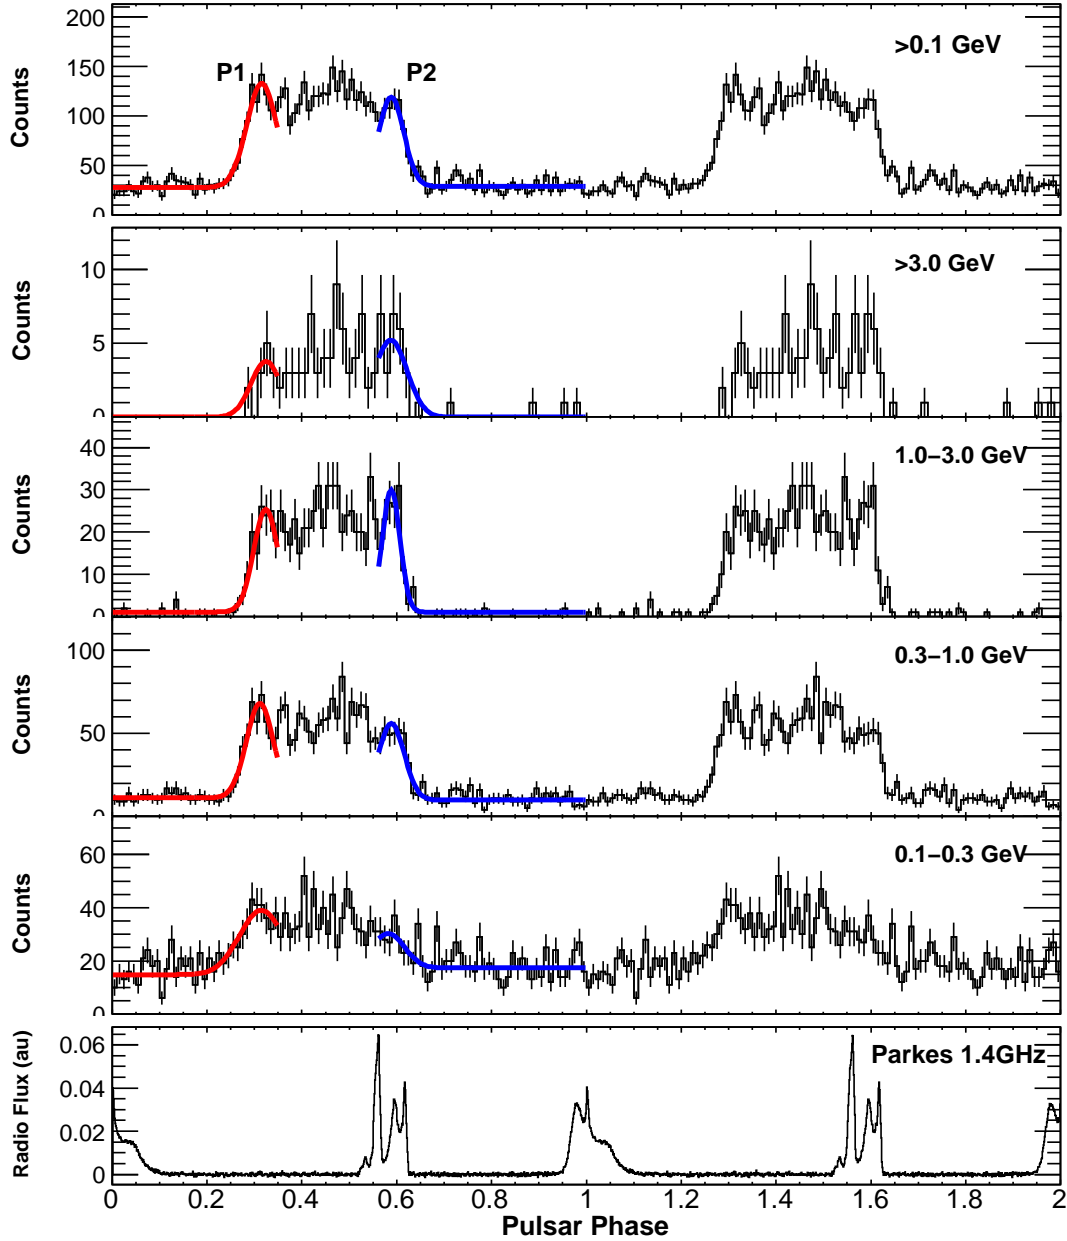 200
150
100
50
0
Counts
P1
P2
>0.1 GeV
10
5
0
Counts
>3.0 GeV
40
30
20
10
0
Counts
1.0–3.0 GeV
100
50
0
Counts
0.3–1.0 GeV
60
40
20
0
Counts
0.1–0.3 GeV
0.06
0.04
0.02
0
Radio Flux (au)
Parkes 1.4GHz
0 0.2 0.4 0.6 0.8 1 1.2 1.4 1.6 1.8 2
Pulsar Phase